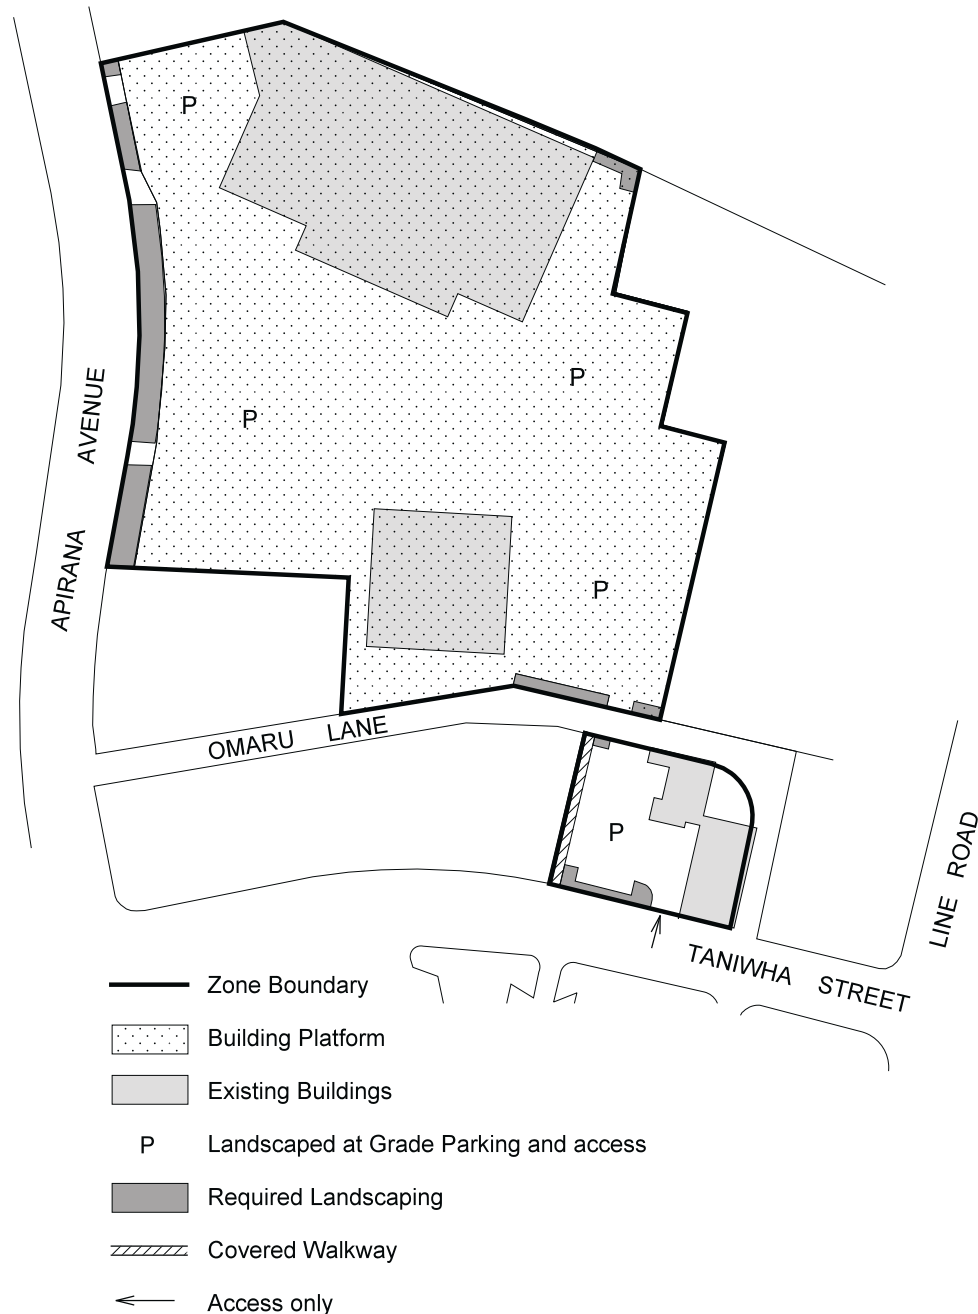 P
P
P
AVENUE
APIRANA
P
OMARU LANE
P
LINE ROAD
TANIWHA STREET
Zone Boundary
Building Platform
Existing Buildings
P Landscaped at Grade Parking and access
Required Landscaping
Covered Walkway
Access only